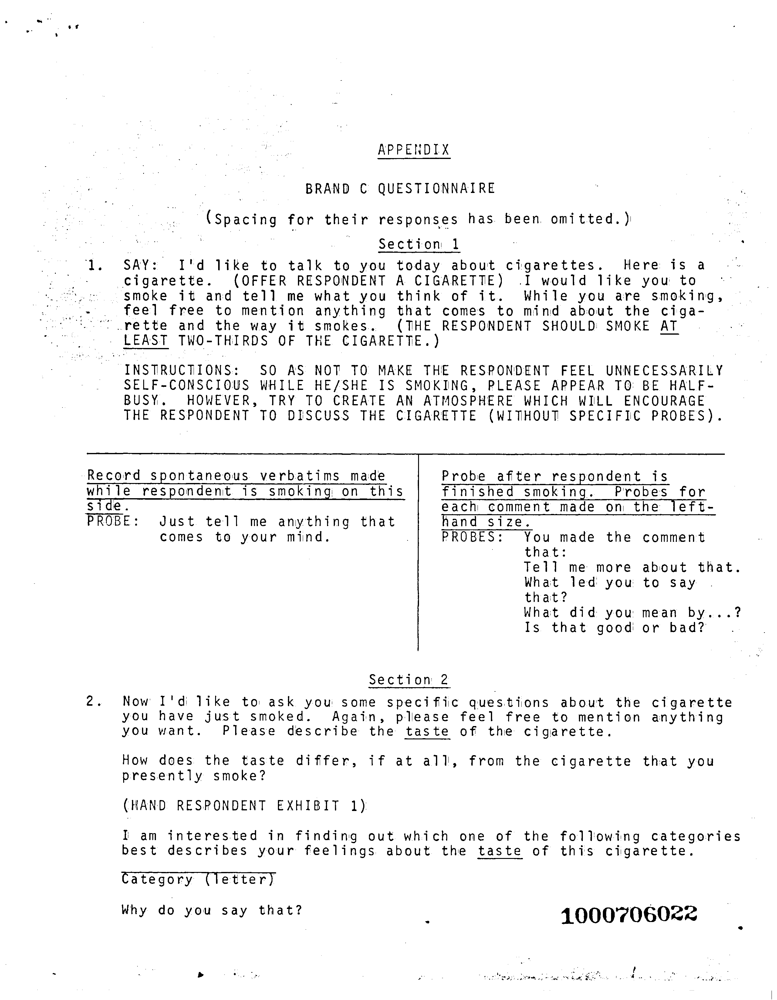 APPENDIX
BRAND C QUESTIONNAIRE
(Spacing for their responses has been omitted.)
Section 1
1. SAY: I'd like to talk to you today about cigarettes. Here is a
cigarette. (OFFER RESPONDENT A CIGARETTE) I would like you to
smoke it and tell me what you think of it. While you are smoking,
feel free to mention anything that comes to mind about the ciga-
rette and the way it smokes. (THE RESPONDENT SHOULD SMOKE AT
LEAST TWO-THIRDS OF THE CIGARETTE.)
INSTRUCTIONS: SO AS NOT TO MAKE THE RESPONDENT FEEL UNNECESSARILY
SELF-CONSCIOUS WHILE HE/SHE IS SMOKING, PLEASE APPEAR TO BE HALF-
BUSY. HOWEVER, TRY TO CREATE AN ATMOSPHERE WHICH WILL ENCOURAGE
THE RESPONDENT TO DISCUSS THE CIGARETTE (WITHOUT SPECIFIC PROBES).
Record spontaneous verbatims made
while respondent is smoking on this
side.
PROBE: Just tell me anything that
comes to your mind.
Probe after respondent is
finished smoking. Probes for
each comment made on the left-
hand size.
PROBES: You made the comment
that:
Tell me more about that.
What led you to say
that?
What did you mean by...?
Is that good or bad?
Section 2
2. Now I'd like to ask you some specific questions about the cigarette
you have just smoked. Again, please feel free to mention anything
you want. Please describe the taste of the cigarette.
How does the taste differ, if at all, from the cigarette that you
presently smoke?
(HAND RESPONDENT EXHIBIT 1)
I am interested in finding out which one of the following categories
best describes your feelings about the taste of this cigarette.
Category (letter)
Why do you say that?
1000706022